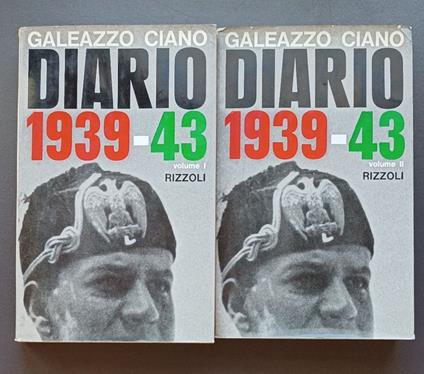 GALEAZZO CIANO
DIARIO
1939-43
volume I
RIZZOLI
GALEAZZO CIANO
DIARIO
1939-43
volume II
RIZZOLI